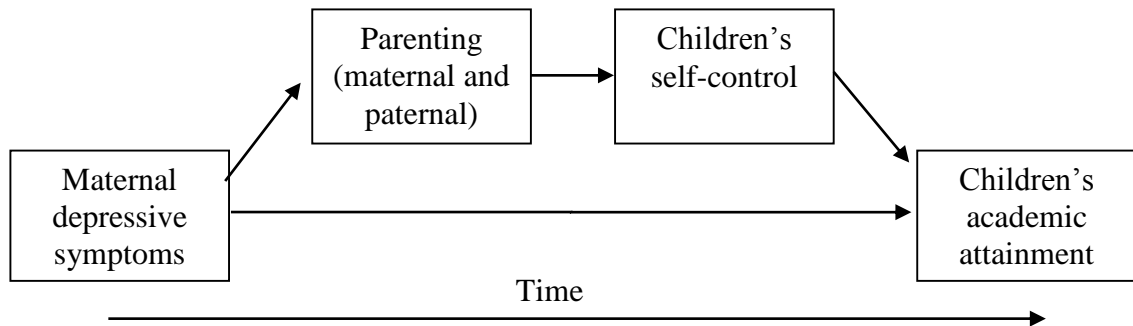 Parenting
(maternal and
paternal)
Children’s
self-control
Maternal
depressive
symptoms
Children’s
academic
attainment
Time